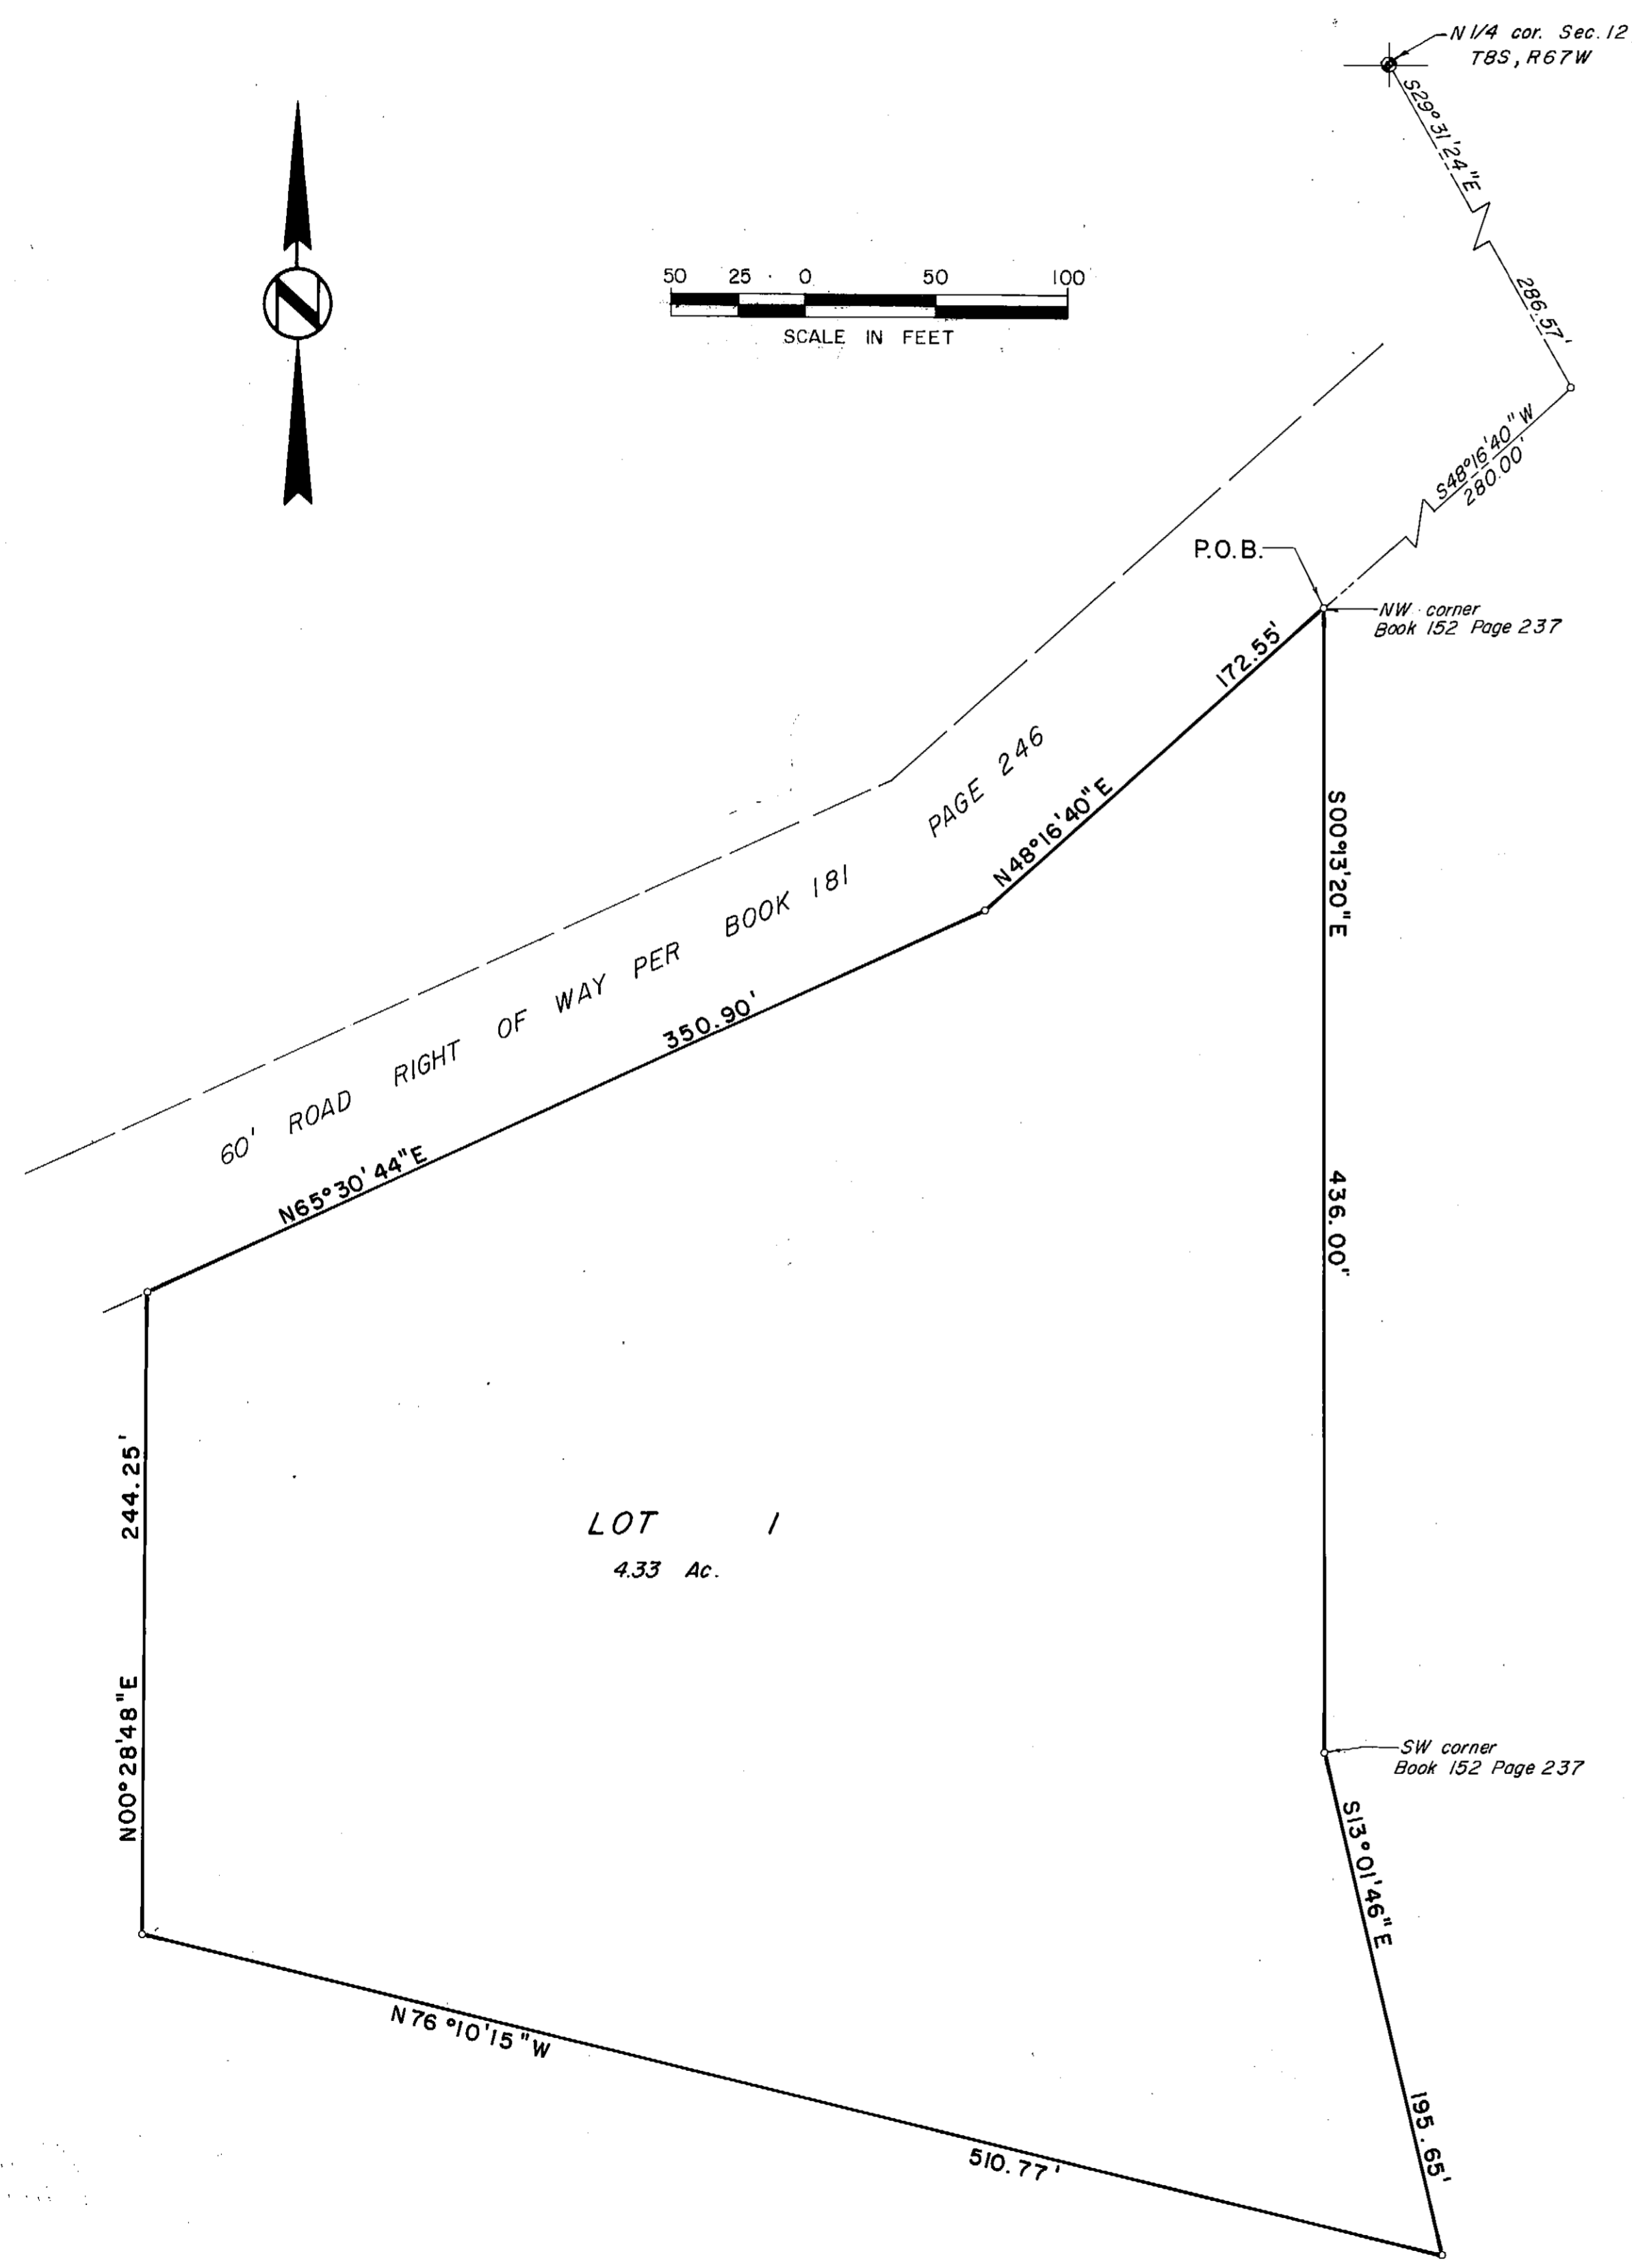 N 1/4 cor. Sec. 12
T8S, R67W
S29°31'24"E
286.57'
N
50 25 0 50 100
SCALE IN FEET
S48°16'40"W
280.00'
P.O.B.
NW corner
Book 152 Page 237
172.55'
N48°16'40"E
S00°13'20"E
60' ROAD RIGHT OF WAY PER BOOK 181 PAGE 246
350.90'
N65°30'44"E
436.00"
244.25'
LOT 1
4.33 Ac.
N00°28'48"E
SW corner
Book 152 Page 237
S13°01'46"E
N76°10'15"W
195.65'
510.77'